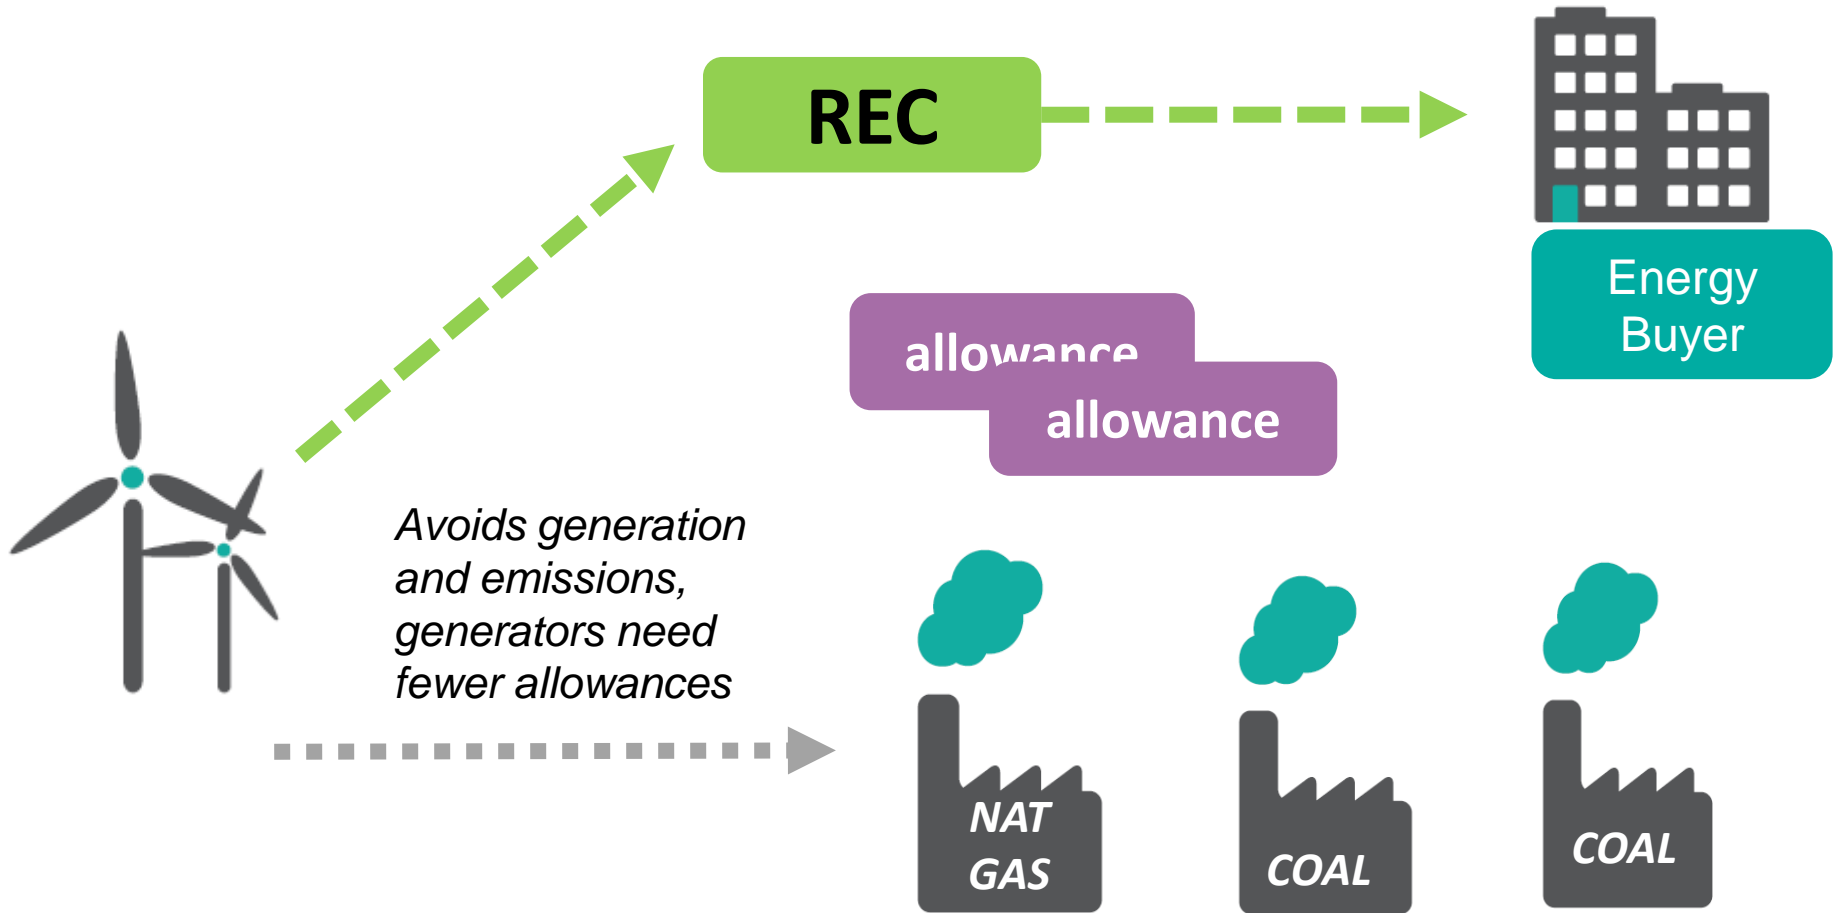 REC
Energy
Buyer
allowance
allowance
Avoids generation
and emissions,
generators need
fewer allowances
NAT
GAS
COAL
COAL